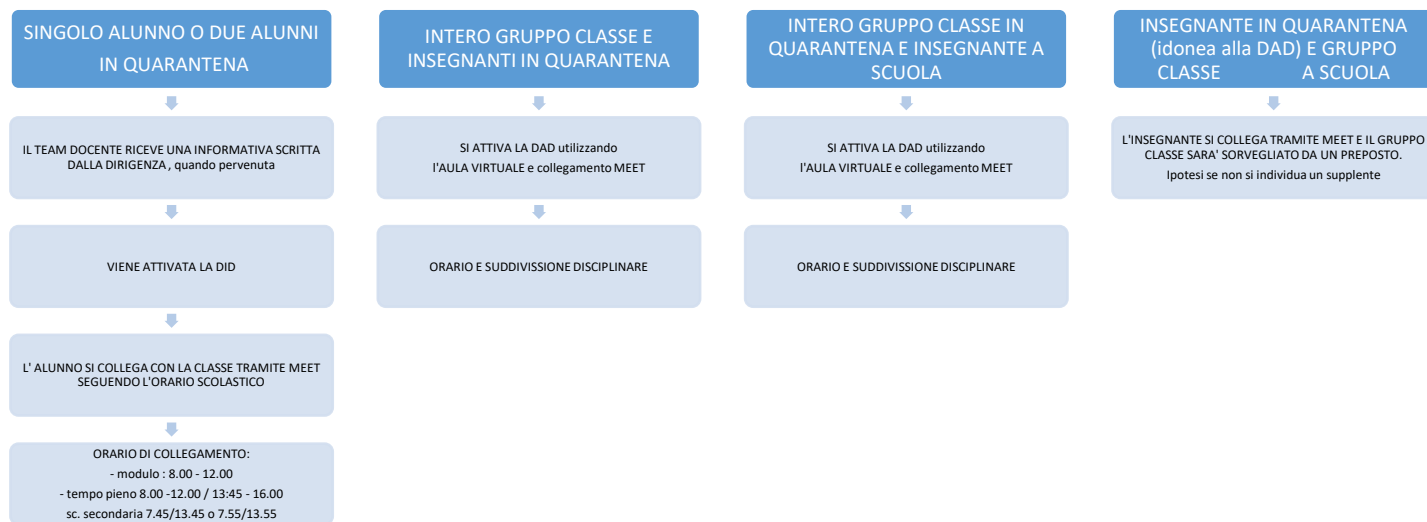 SINGOLO ALUNNO O DUE ALUNNI
IN QUARANTENA
IL TEAM DOCENTE RICEVE UNA INFORMATIVA SCRITTA
DALLA DIRIGENZA , quando pervenuta
VIENE ATTIVATA LA DID
L' ALUNNO SI COLLEGA CON LA CLASSE TRAMITE MEET
SEGUENDO L'ORARIO SCOLASTICO
ORARIO DI COLLEGAMENTO:
- modulo : 8.00 - 12.00
- tempo pieno 8.00 -12.00 / 13:45 - 16.00
sc. secondaria 7.45/13.45 o 7.55/13.55
INTERO GRUPPO CLASSE E
INSEGNANTI IN QUARANTENA
SI ATTIVA LA DAD utilizzando
l'AULA VIRTUALE e collegamento MEET
ORARIO E SUDDIVISSIONE DISCIPLINARE
INTERO GRUPPO CLASSE IN
QUARANTENA E INSEGNANTE A
SCUOLA
SI ATTIVA LA DAD utilizzando
l'AULA VIRTUALE e collegamento MEET
ORARIO E SUDDIVISSIONE DISCIPLINARE
INSEGNANTE IN QUARANTENA
(idonea alla DAD) E GRUPPO
CLASSE A SCUOLA
L'INSEGNANTE SI COLLEGA TRAMITE MEET E IL GRUPPO
CLASSE SARA' SORVEGLIATO DA UN PREPOSTO.
Ipotesi se non si individua un supplente